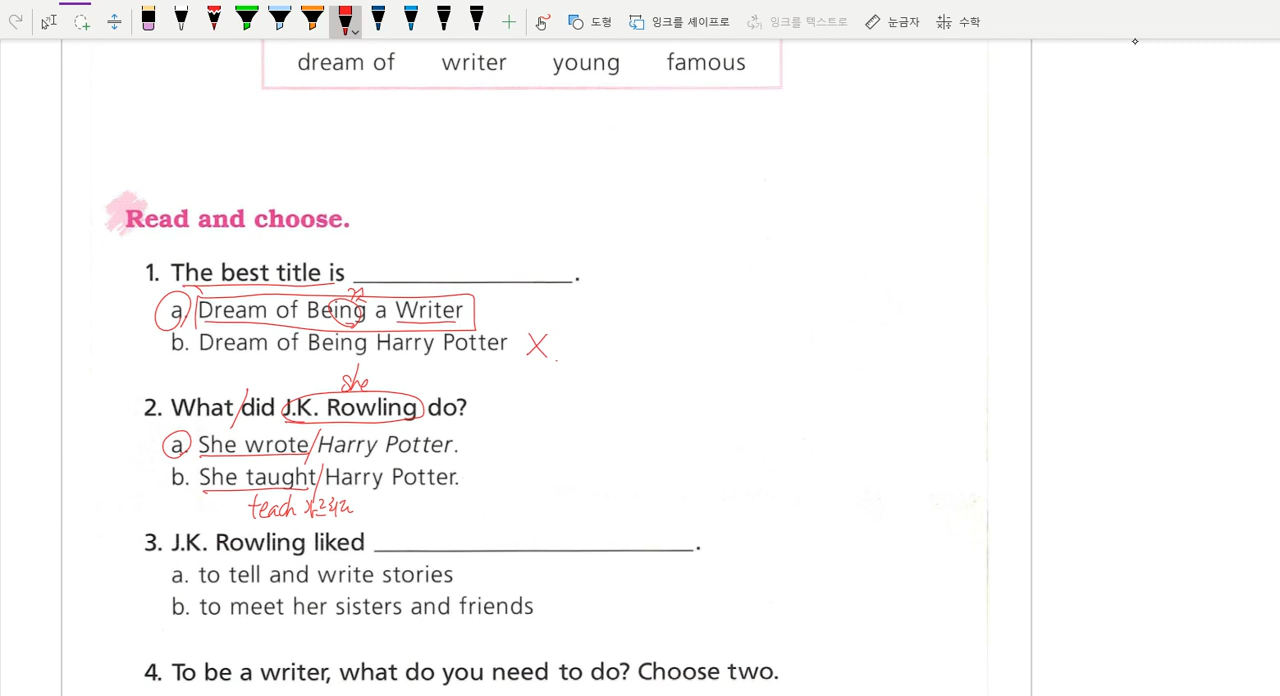 도형 잉크를 셰이프로 잉크를 텍스트로 눈금자 수학
dream of writer young famous
Read and choose.
1. The best title is ____________________.
a. Dream of Being a Writer
b. Dream of Being Harry Potter X
she
2. What did J.K. Rowling do?
a. She wrote Harry Potter.
b. She taught Harry Potter.
teach
3. J.K. Rowling liked ____________________.
a. to tell and write stories
b. to meet her sisters and friends
4. To be a writer, what do you need to do? Choose two.